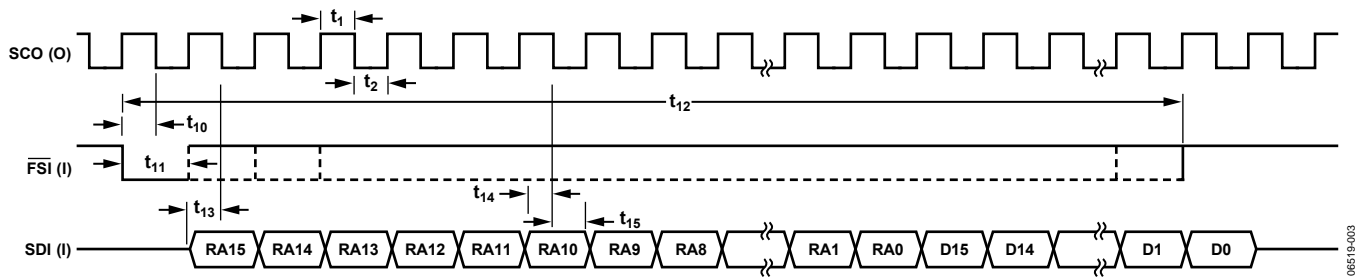 t1
SCO (O)
t2
t12
t10
FSI (I)
t11
t14
t13
t15
SDI (I) RA15 RA14 RA13 RA12 RA11 RA10 RA9 RA8 RA1 RA0 D15 D14 D1 D0
06519-003